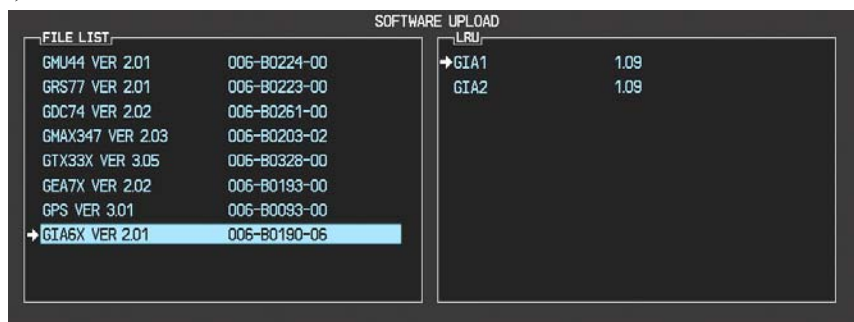 SOFTWARE UPLOAD
FILE LIST
GMU44 VER 2.01 006-B0224-00
GRS77 VER 2.01 006-B0223-00
GDC74 VER 2.02 006-B0261-00
GMAX347 VER 2.03 006-B0203-02
GTX33X VER 3.05 006-B0328-00
GEA7X VER 2.02 006-B0193-00
GPS VER 3.01 006-B0093-00
GIA6X VER 2.01 006-B0190-06
LRU
GIA1 1.09
GIA2 1.09